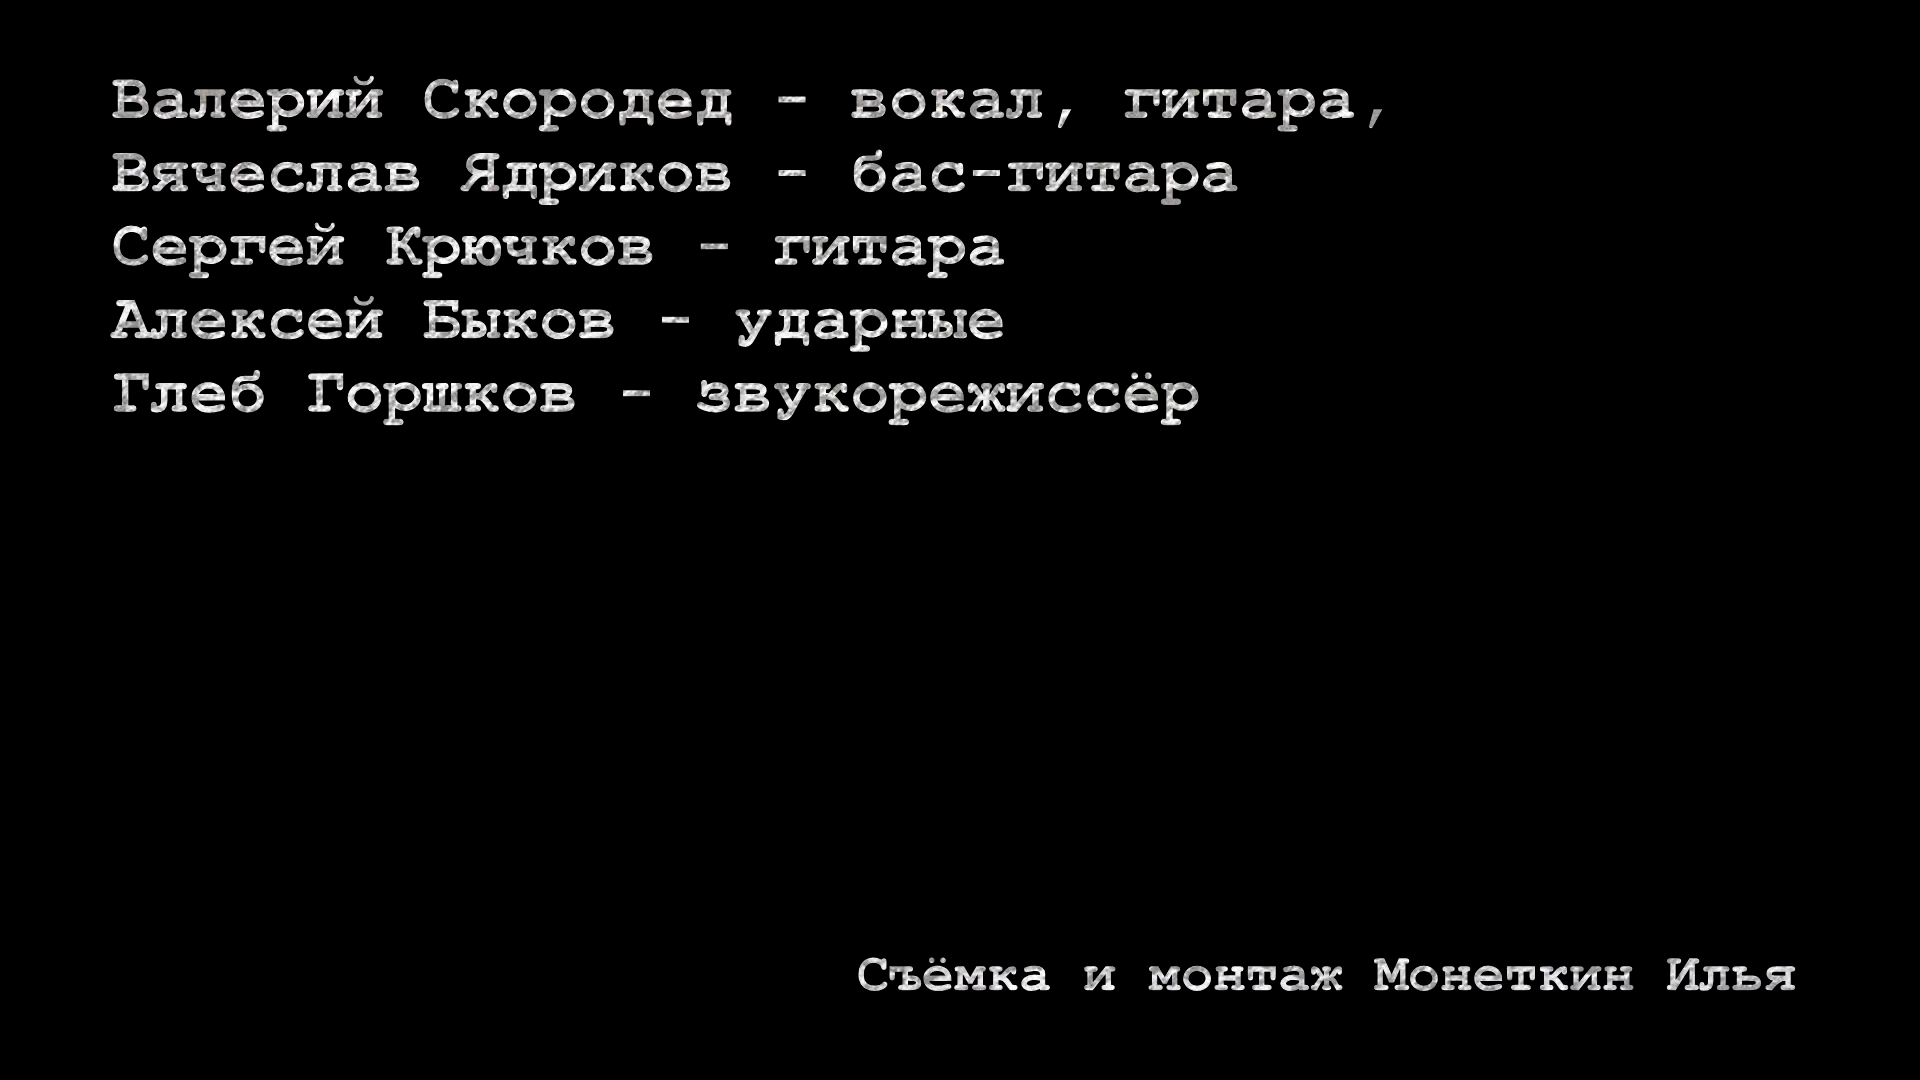 Валерий Скородед - вокал, гитара,
Вячеслав Ядриков - бас-гитара
Сергей Крючков - гитара
Алексей Быков - ударные
Глеб Горшков - звукорежиссёр
Съёмка и монтаж Монеткин Илья